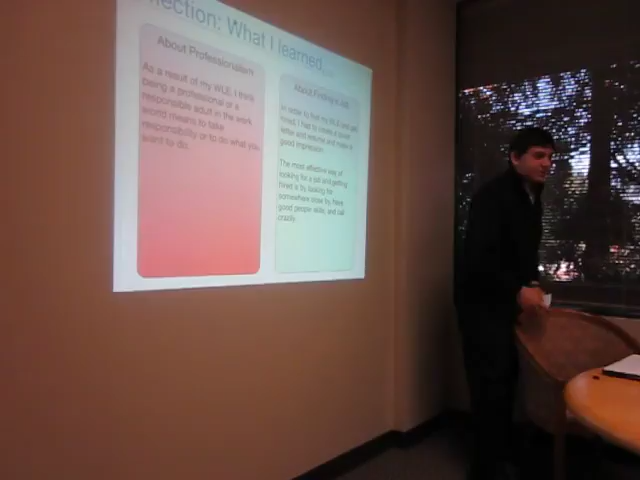 nection: What I learned...
About Professionalism
As a result of my WLE, I think
being a professional or a
responsible adult in the work
world means to take
responsibility or to do what you
want to do.
About Finding a Job
In order to find my WLE (and get
hired) I had to create a cover
letter and resume and make a
good impression.
The most effective way of
looking for a job and getting
hired is by looking for
somewhere close by, have
good people skills, and call